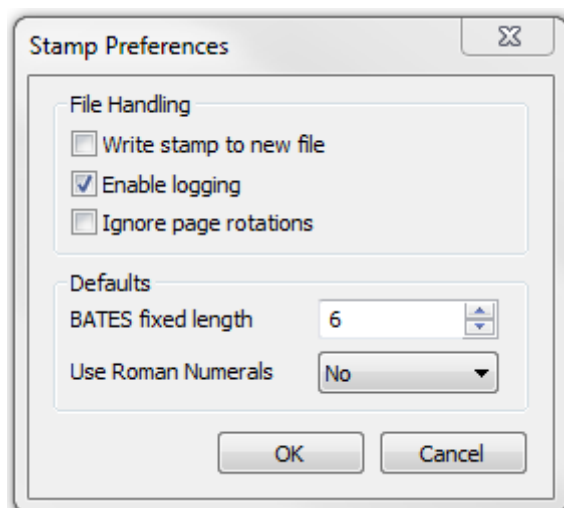 Stamp Preferences
File Handling
Write stamp to new file
Enable logging
Ignore page rotations
Defaults
BATES fixed length 6
Use Roman Numerals No
OK Cancel